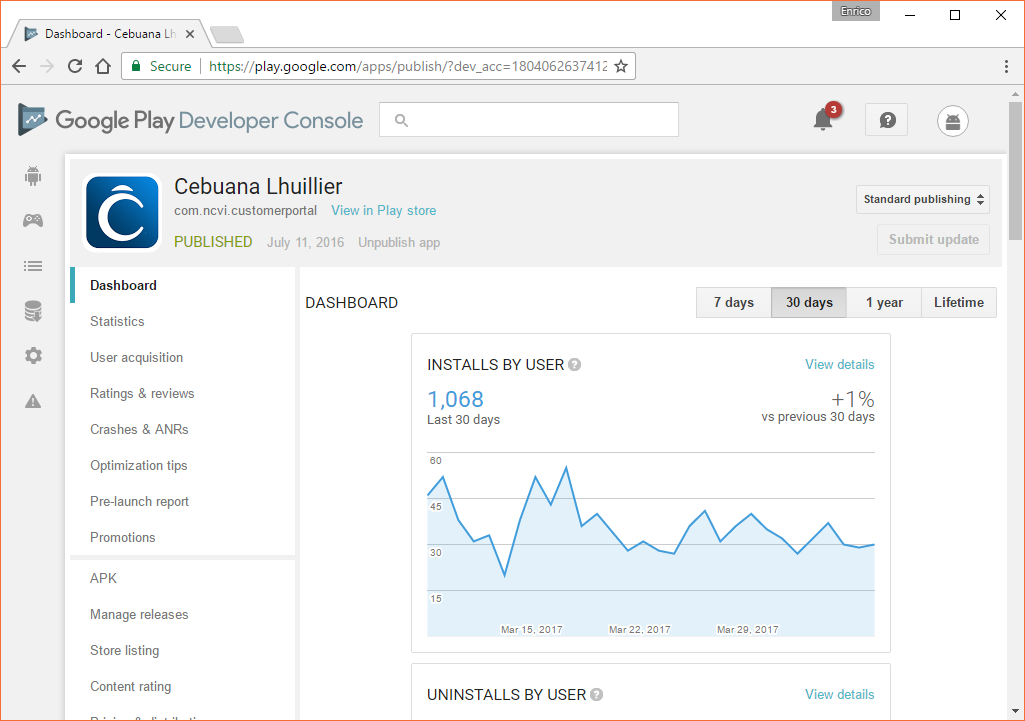 Enrico
Dashboard - Cebuana Lh
Secure
https://play.google.com/apps/publish/?dev_acc=1804062637412
Google Play Developer Console
3
Cebuana Lhuillier
com.ncvi.customerportal View in Play store
PUBLISHED July 11, 2016 Unpublish app
Standard publishing
Submit update
Dashboard
Statistics
User acquisition
Ratings & reviews
Crashes & ANRs
Optimization tips
Pre-launch report
Promotions
APK
Manage releases
Store listing
Content rating
DASHBOARD
7 days 30 days 1 year Lifetime
INSTALLS BY USER ? View details
1,068 +1%
Last 30 days vs previous 30 days
60
45
30
15
Mar 15, 2017 Mar 22, 2017 Mar 29, 2017
UNINSTALLS BY USER ? View details